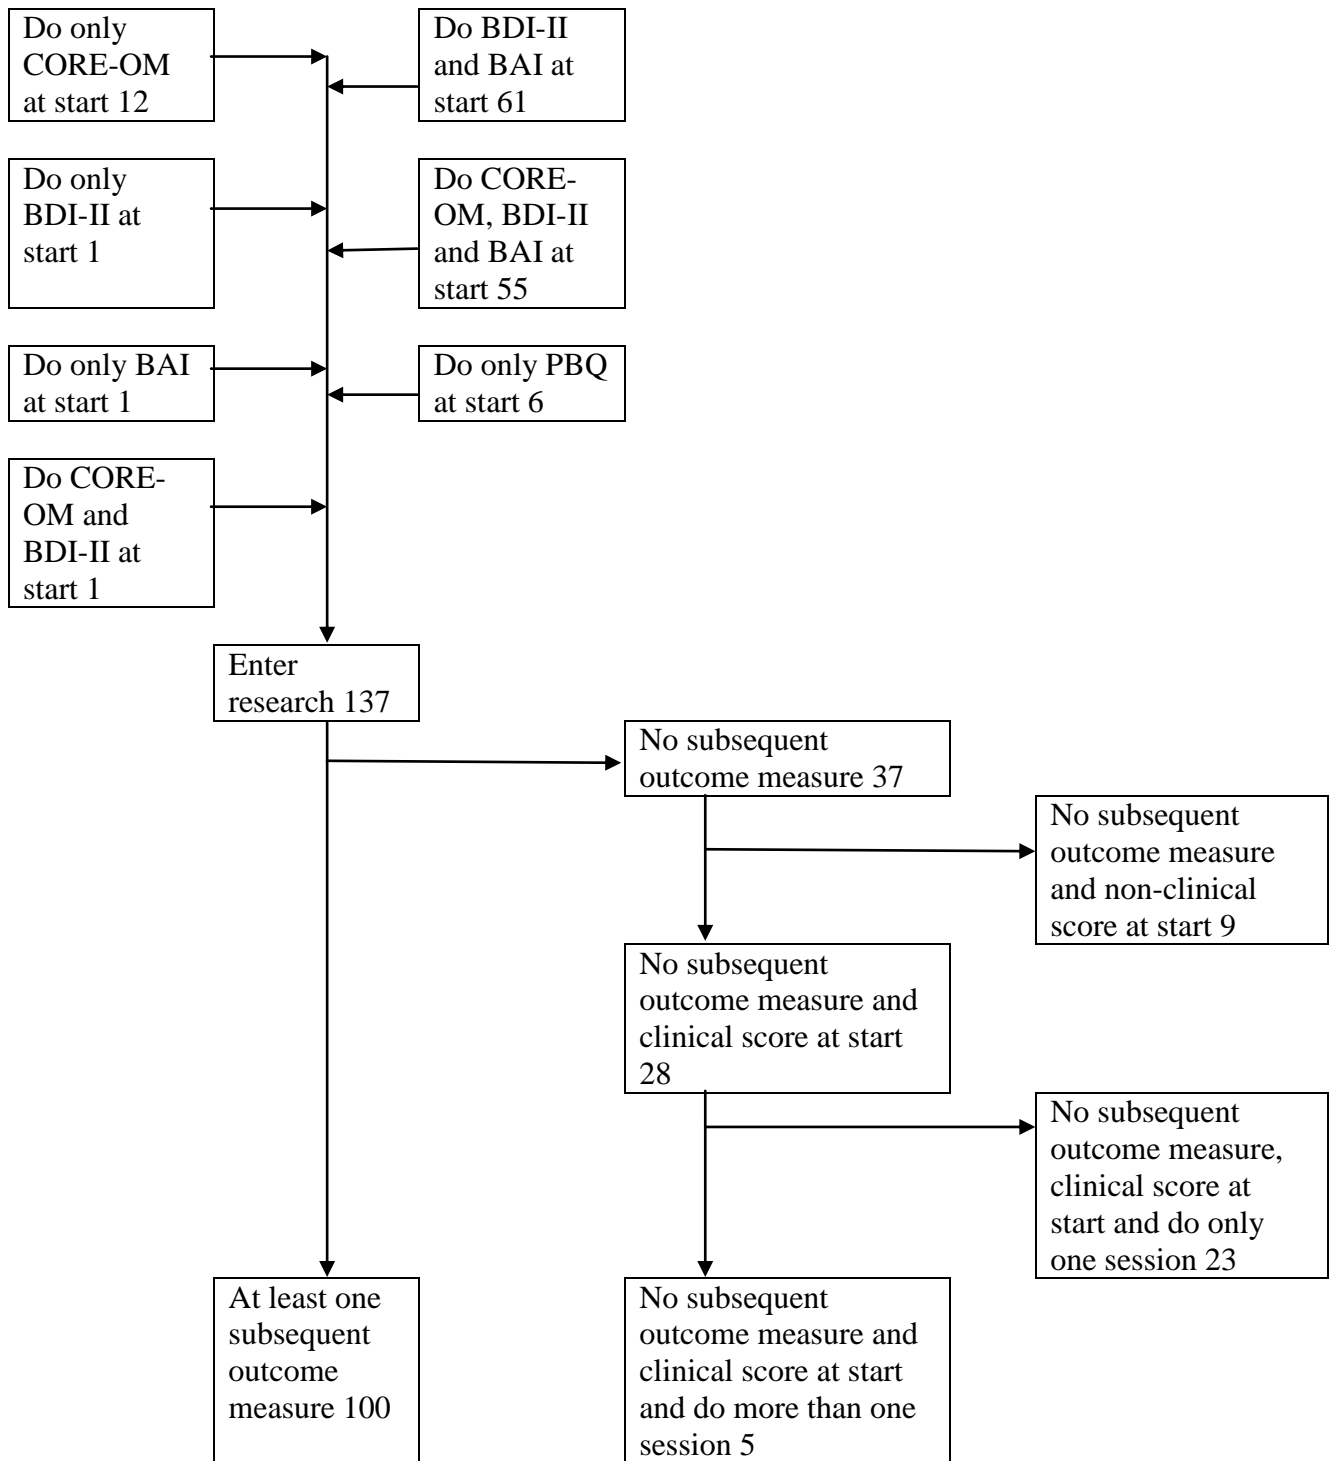 Do only
CORE-OM
at start 12
Do BDI-II
and BAI at
start 61
Do only
BDI-II at
start 1
Do CORE-
OM, BDI-II
and BAI at
start 55
Do only BAI
at start 1
Do only PBQ
at start 6
Do CORE-
OM and
BDI-II at
start 1
Enter
research 137
No subsequent
outcome measure 37
No subsequent
outcome measure
and non-clinical
score at start 9
No subsequent
outcome measure and
clinical score at start
28
No subsequent
outcome measure,
clinical score at
start and do only
one session 23
At least one
subsequent
outcome
measure 100
No subsequent
outcome measure and
clinical score at start
and do more than one
session 5